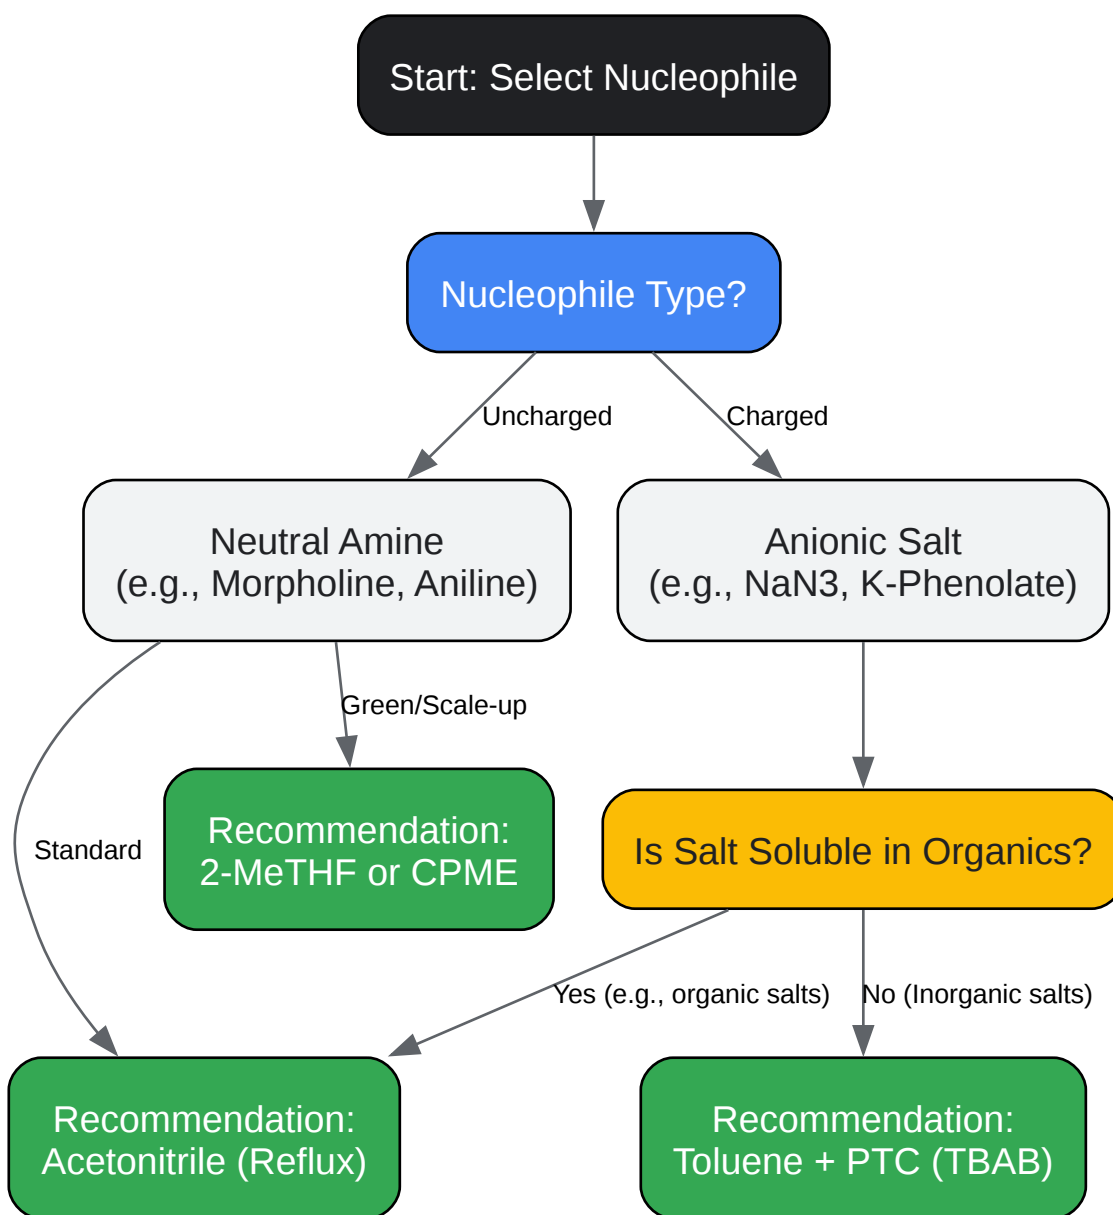 Start: Select Nucleophile
Nucleophile Type?
Uncharged
Charged
Neutral Amine
(e.g., Morpholine, Aniline)
Anionic Salt
(e.g., NaN3, K-Phenolate)
Green/Scale-up
Standard
Recommendation:
2-MeTHF or CPME
Is Salt Soluble in Organics?
Yes (e.g., organic salts)
No (Inorganic salts)
Recommendation:
Acetonitrile (Reflux)
Recommendation:
Toluene + PTC (TBAB)